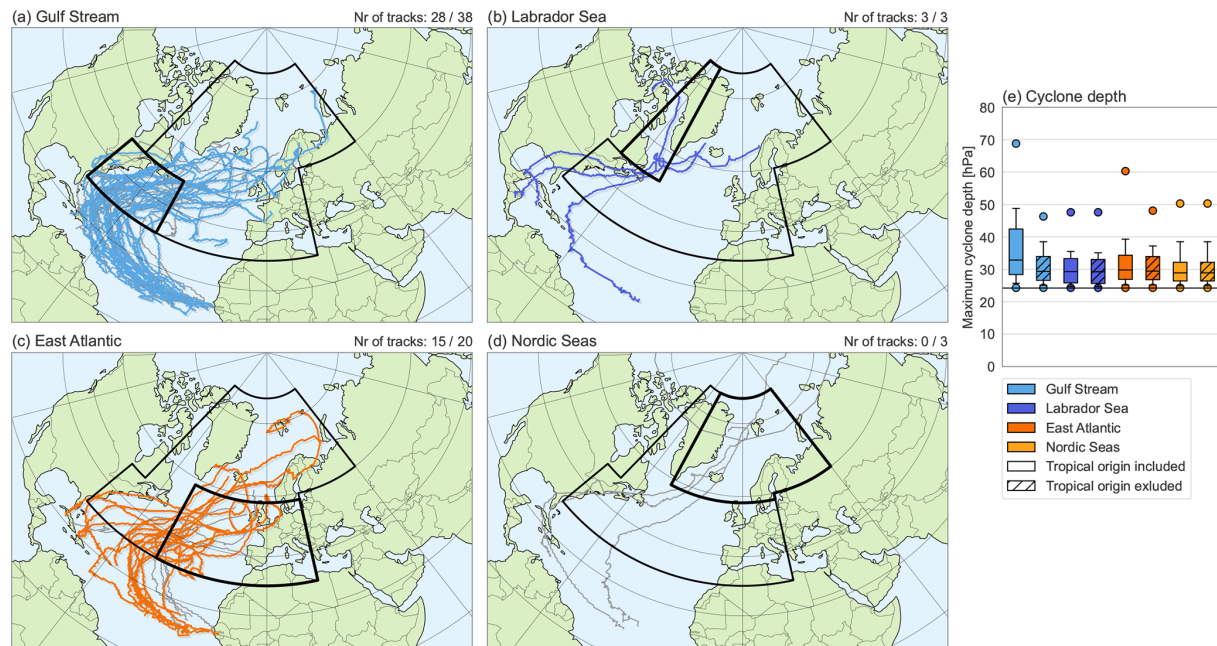 (a) Gulf Stream
Nr of tracks: 28 / 38
(b) Labrador Sea
Nr of tracks: 3 / 3
(c) East Atlantic
Nr of tracks: 15 / 20
(d) Nordic Seas
Nr of tracks: 0 / 3
(e) Cyclone depth
Maximum cyclone depth [hPa]
80
70
60
50
40
30
20
10
0
Gulf Stream
Labrador Sea
East Atlantic
Nordic Seas
Tropical origin included
Tropical origin exluded